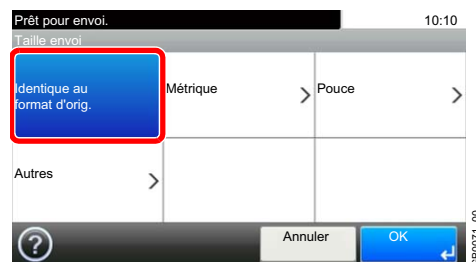 Prêt pour envoi.
10:10
Taille envoi
Identique au
format d'orig.
Métrique
Pouce
Autres
?
Annuler
OK